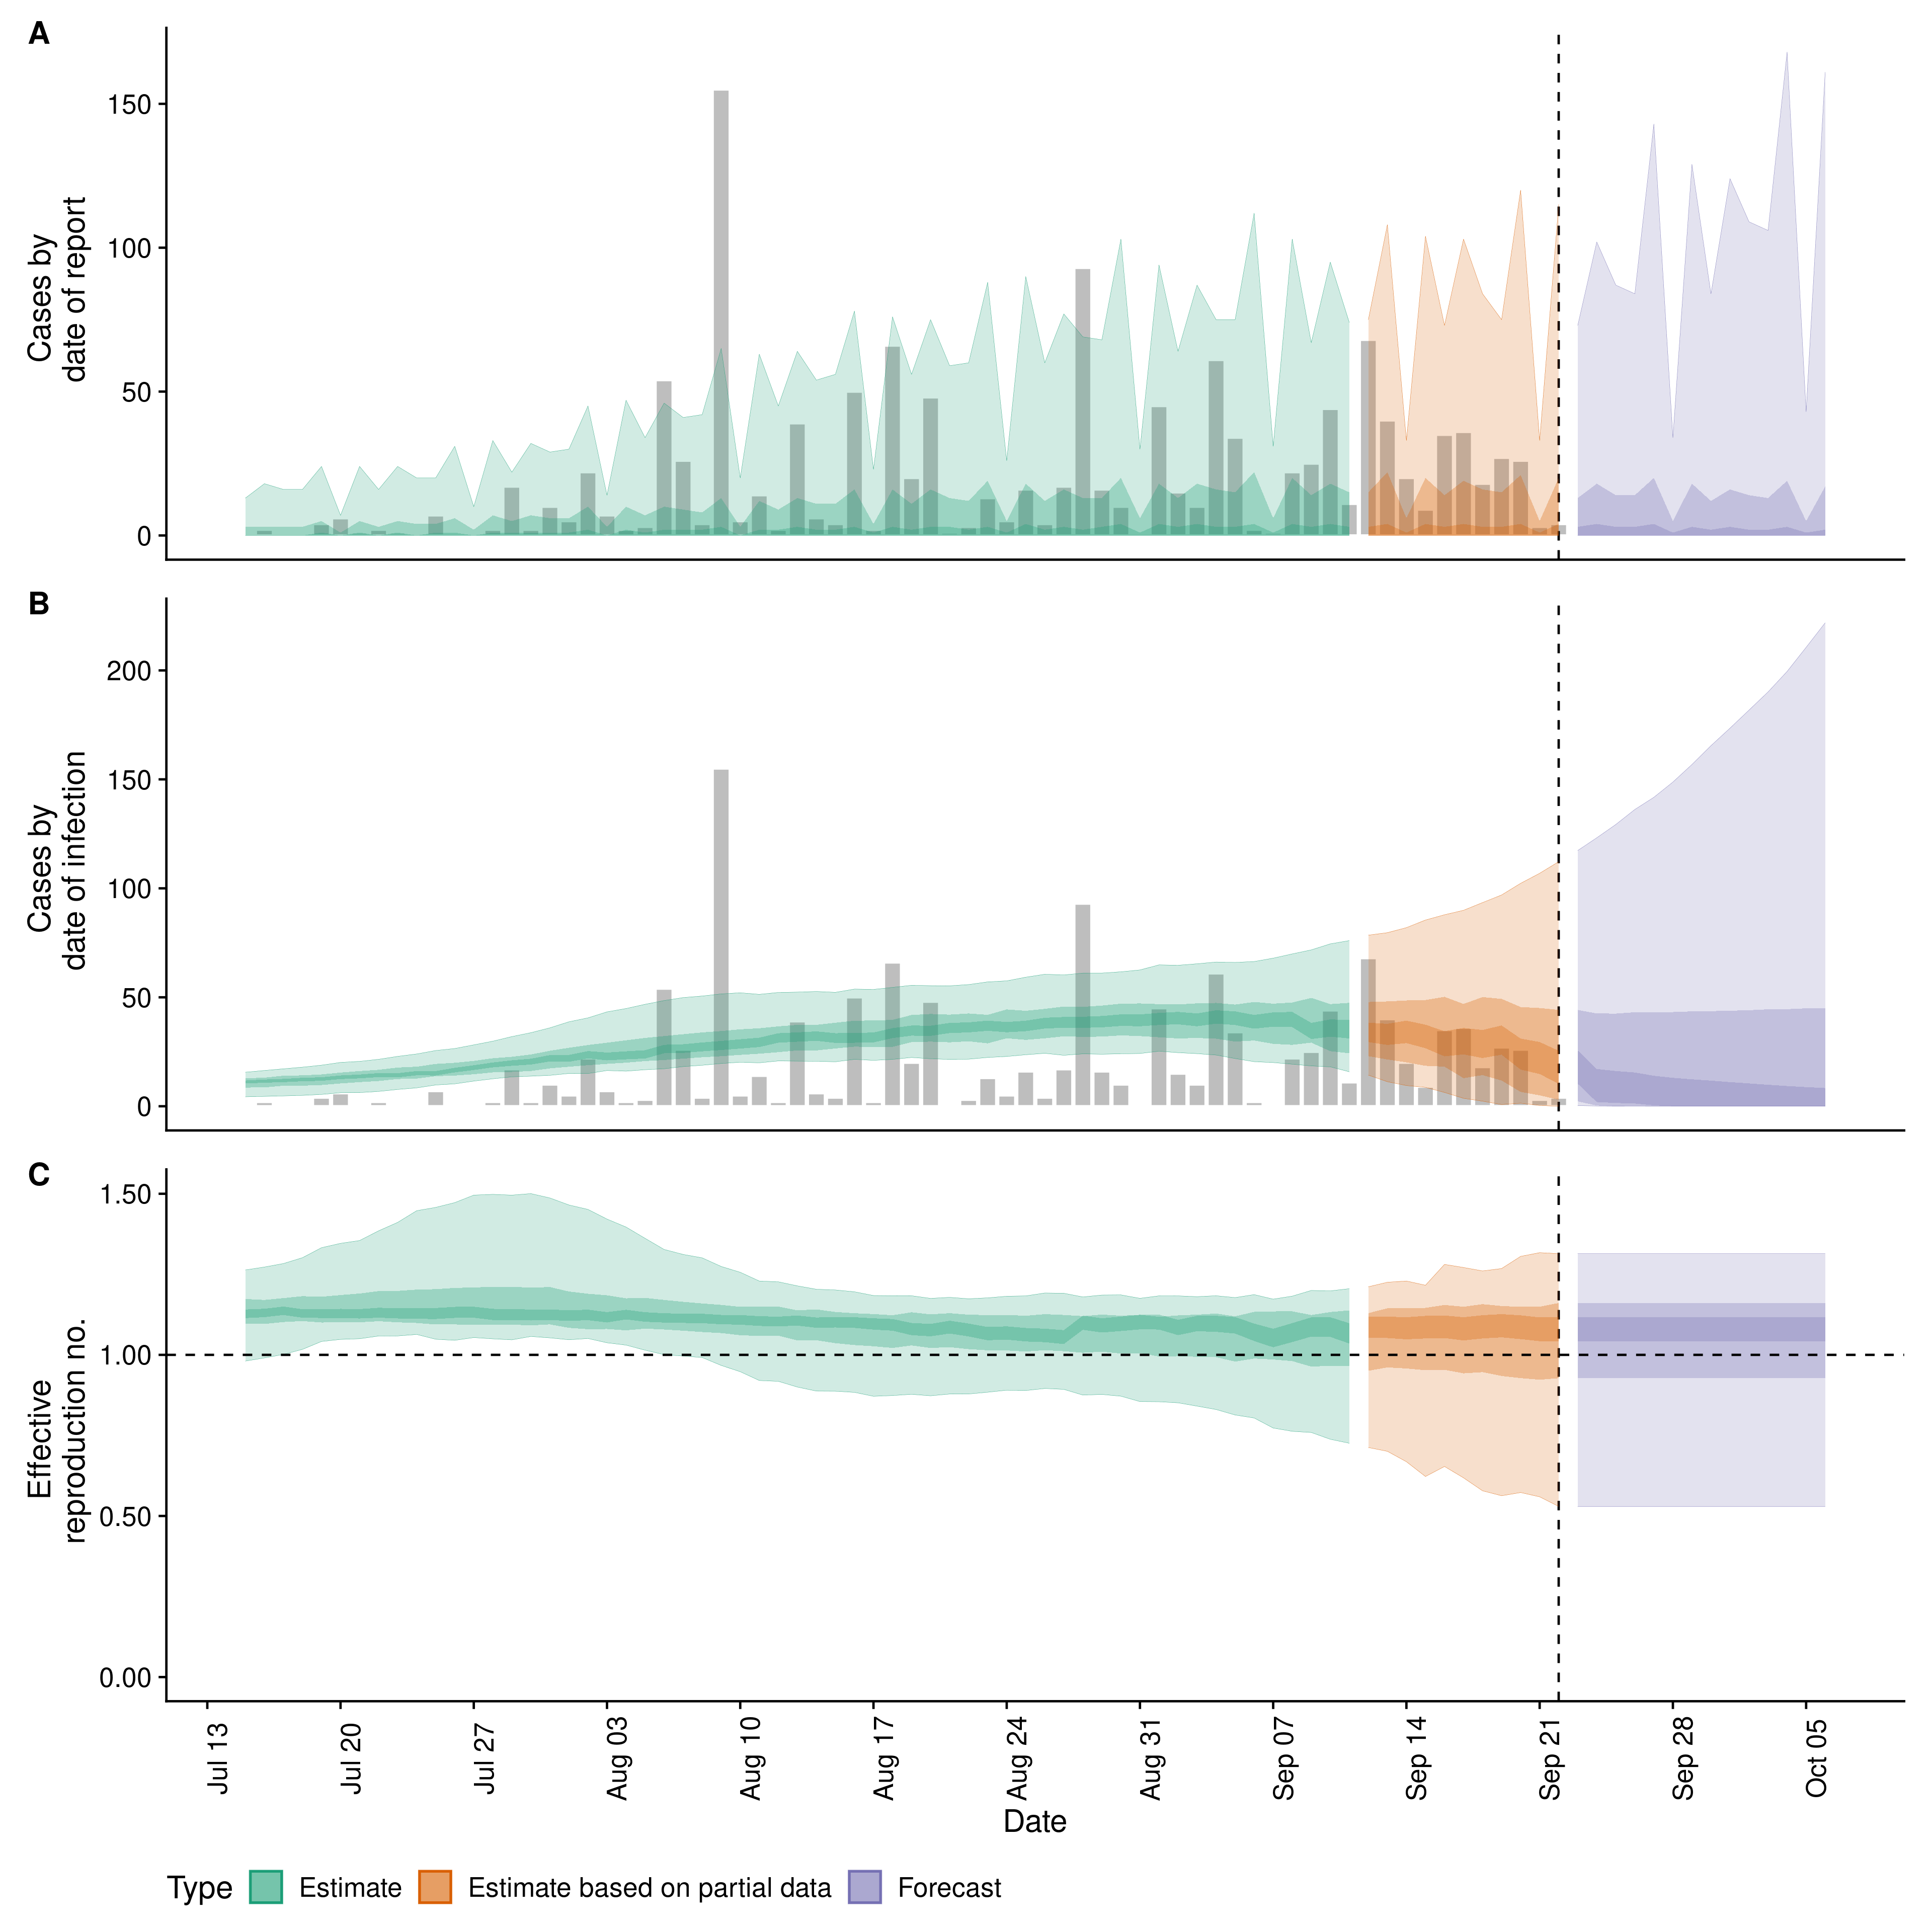 A
Cases by
date of report
150
100
50
0
B
Cases by
date of infection
200
150
100
50
0
C
Effective
reproduction no.
1.50
1.00
0.50
0.00
Jul 13
Jul 20
Jul 27
Aug 03
Aug 10
Aug 17
Aug 24
Aug 31
Sep 07
Sep 14
Sep 21
Sep 28
Oct 05
Date
Type Estimate Estimate based on partial data Forecast